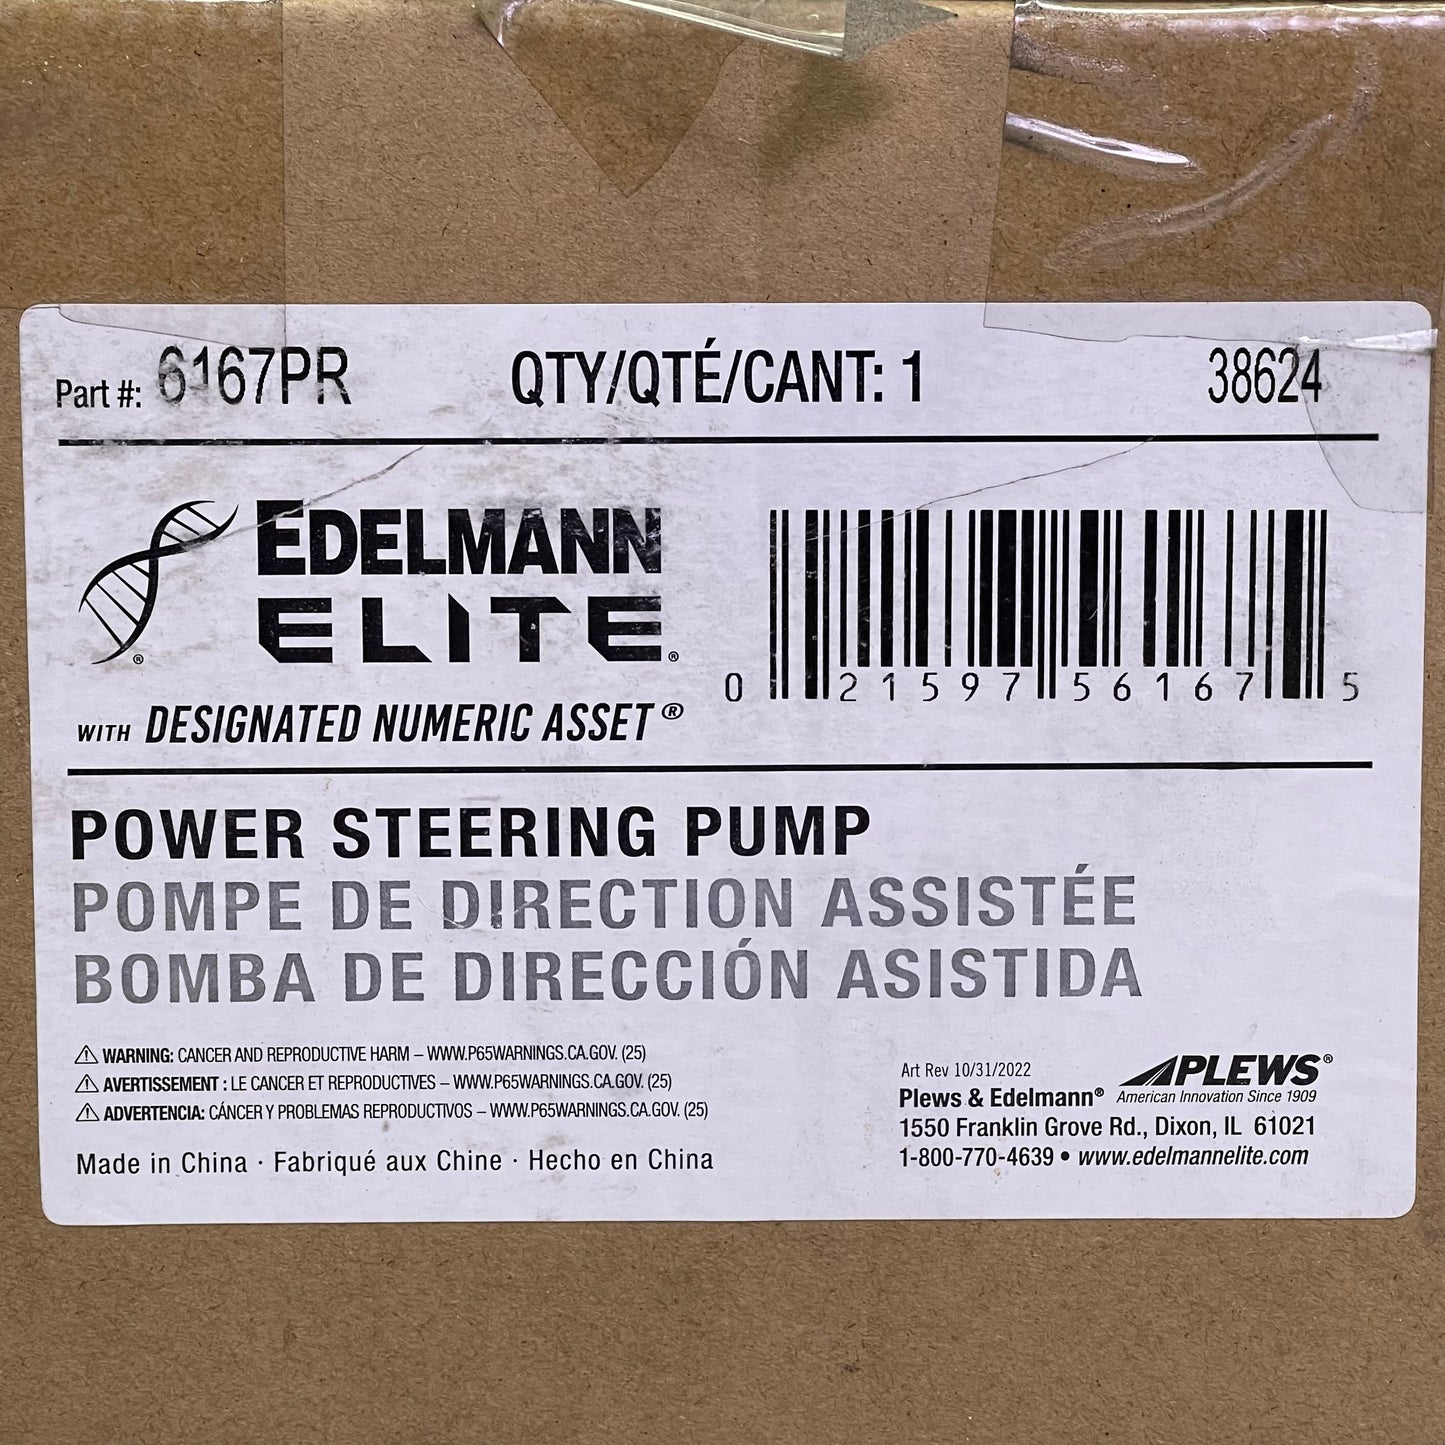 Part #: 6167PR QTY/QTÉ/CANT: 1 38624
EDELMANN
ELITE®
®
WITH DESIGNATED NUMERIC ASSET®
0 21597 56167 5
POWER STEERING PUMP
POMPE DE DIRECTION ASSISTÉE
BOMBA DE DIRECCIÓN ASISTIDA
⚠ WARNING: CANCER AND REPRODUCTIVE HARM – WWW.P65WARNINGS.CA.GOV. (25)
⚠ AVERTISSEMENT : LE CANCER ET REPRODUCTIVES – WWW.P65WARNINGS.CA.GOV. (25)
⚠ ADVERTENCIA: CÁNCER Y PROBLEMAS REPRODUCTIVOS – WWW.P65WARNINGS.CA.GOV. (25)
Made in China · Fabriqué aux Chine · Hecho en China
Art Rev 10/31/2022
PLEWS®
Plews & Edelmann® American Innovation Since 1909
1550 Franklin Grove Rd., Dixon, IL 61021
1-800-770-4639 • www.edelmannelite.com